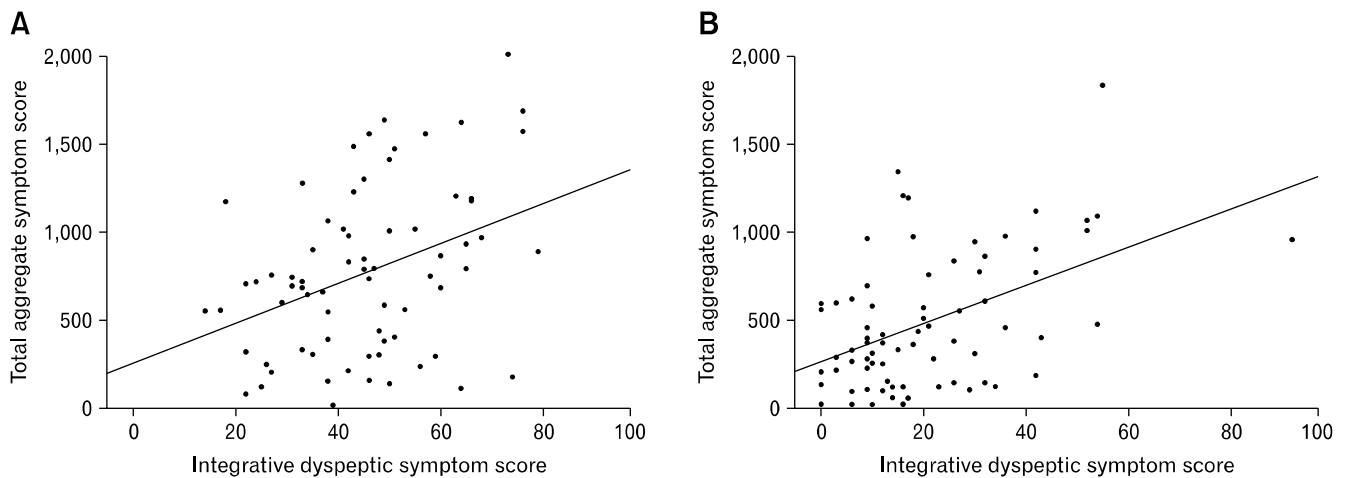 A
Total aggregate symptom score
2,000
1,500
1,000
500
0
0 20 40 60 80 100
Integrative dyspeptic symptom score
B
Total aggregate symptom score
2,000
1,500
1,000
500
0
0 20 40 60 80 100
Integrative dyspeptic symptom score